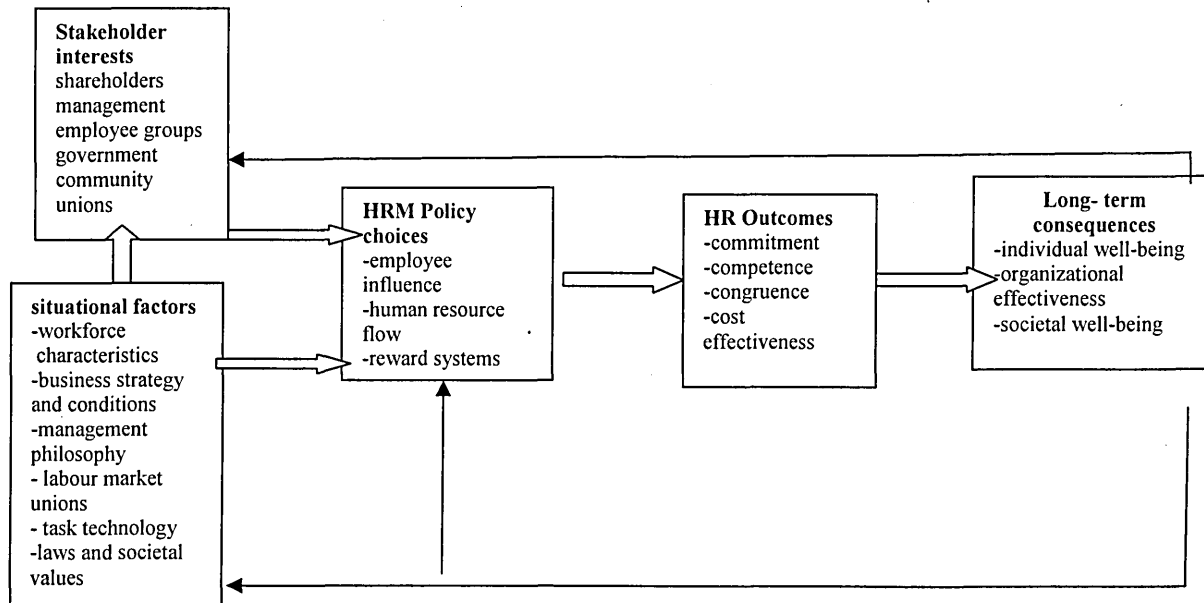 Stakeholder
interests
shareholders
management
employee groups
government
community
unions
situational factors
-workforce
characteristics
-business strategy
and conditions
-management
philosophy
- labour market
unions
- task technology
-laws and societal
values
HRM Policy
choices
-employee
influence
-human resource
flow
-reward systems
HR Outcomes
-commitment
-competence
-congruence
-cost
effectiveness
Long- term
consequences
-individual well-being
-organizational
effectiveness
-societal well-being